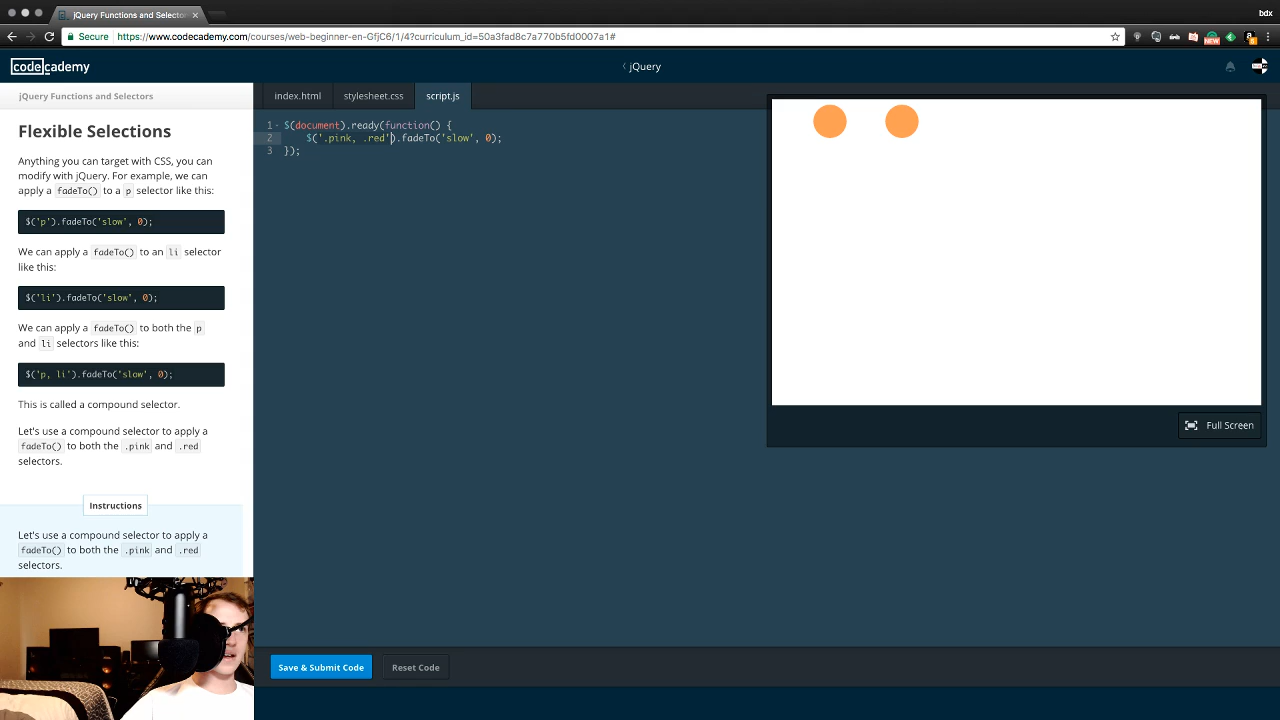 jQuery Functions and Selector
bdx
Secure
https://www.codecademy.com/courses/web-beginner-en-GfjC6/1/4?curriculum_id=50a3fad8c7a770b5fd0007a1#
NEW
codecademy
jQuery
jQuery Functions and Selectors
index.html
stylesheet.css
script.js
Flexible Selections
Anything you can target with CSS, you can
modify with jQuery. For example, we can
apply a fadeTo() to a p selector like this:
$('p').fadeTo('slow', 0);
We can apply a fadeTo() to an li selector
like this:
$('li').fadeTo('slow', 0);
We can apply a fadeTo() to both the p
and li selectors like this:
$('p, li').fadeTo('slow', 0);
This is called a compound selector.
Let's use a compound selector to apply a
fadeTo() to both the .pink and .red
selectors.
Instructions
Let's use a compound selector to apply a
fadeTo() to both the .pink and .red
selectors.
1 $(document).ready(function() {
2 $('.pink, .red').fadeTo('slow', 0);
3 });
Full Screen
Save & Submit Code
Reset Code